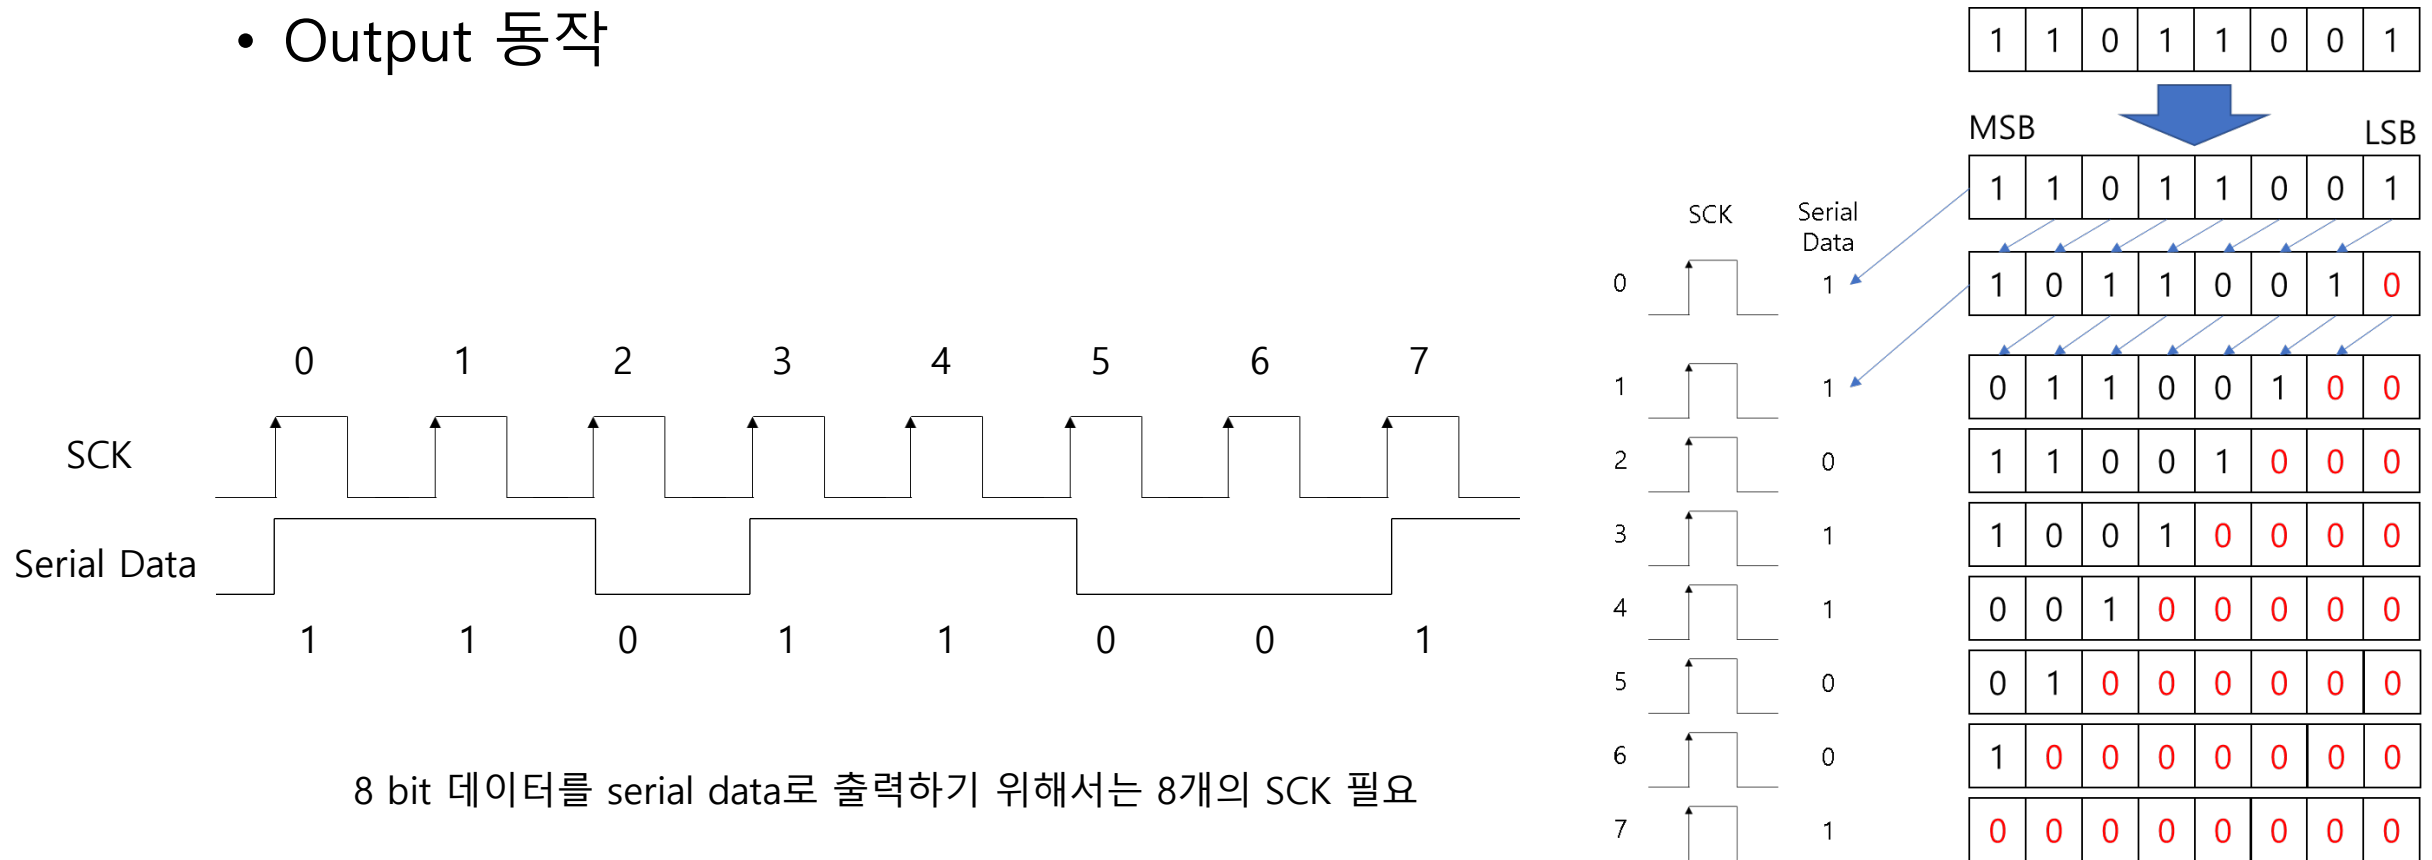 • Output 동작
0 1 2 3 4 5 6 7
SCK
Serial Data
1 1 0 1 1 0 0 1
8 bit 데이터를 serial data로 출력하기 위해서는 8개의 SCK 필요
1 1 0 1 1 0 0 1
MSB LSB
1 1 0 1 1 0 0 1
SCK Serial
Data
0 1 1 0 1 1 0 0 1 0
1 1 0 1 1 0 0 1 0 0
2 0 1 1 0 0 1 0 0 0
3 1 1 0 0 1 0 0 0 0
4 1 0 0 1 0 0 0 0 0
5 0 0 1 0 0 0 0 0 0
6 0 1 0 0 0 0 0 0 0
7 1 0 0 0 0 0 0 0 0